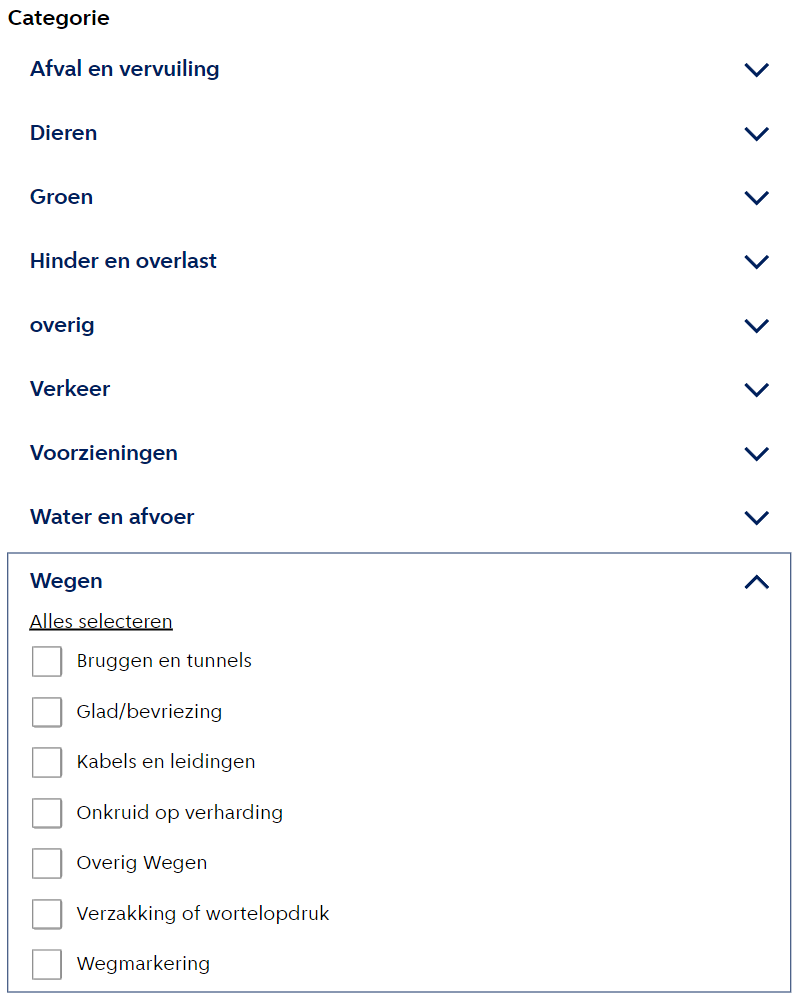 Categorie
Afval en vervuiling
Dieren
Groen
Hinder en overlast
overig
Verkeer
Voorzieningen
Water en afvoer
Wegen
Alles selecteren
Bruggen en tunnels
Glad/bevriezing
Kabels en leidingen
Onkruid op verharding
Overig Wegen
Verzakking of wortelopdruk
Wegmarkering